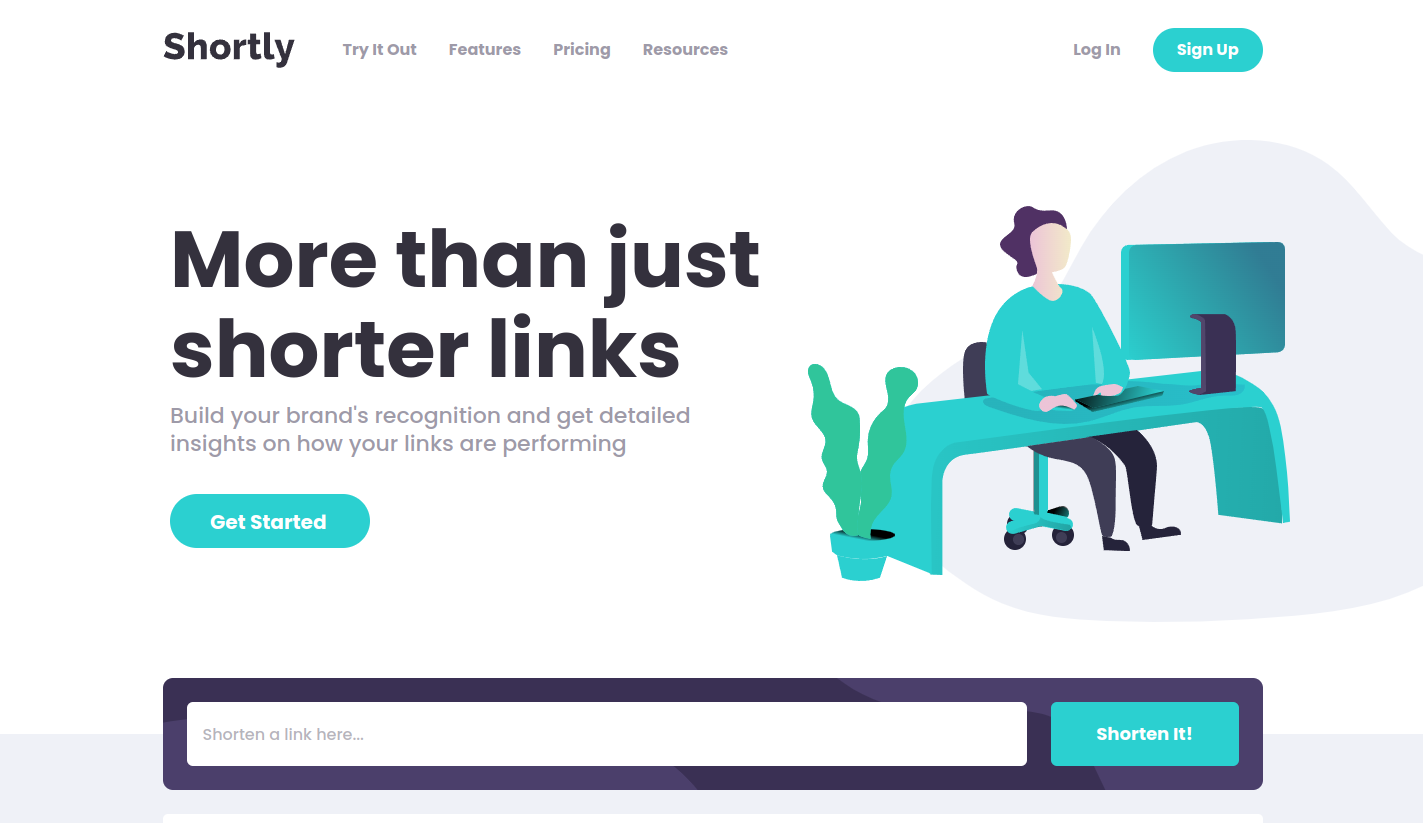 Shortly
Try It Out
Features
Pricing
Resources
Log In
Sign Up
More than just
shorter links
Build your brand's recognition and get detailed
insights on how your links are performing
Get Started
Shorten a link here...
Shorten It!